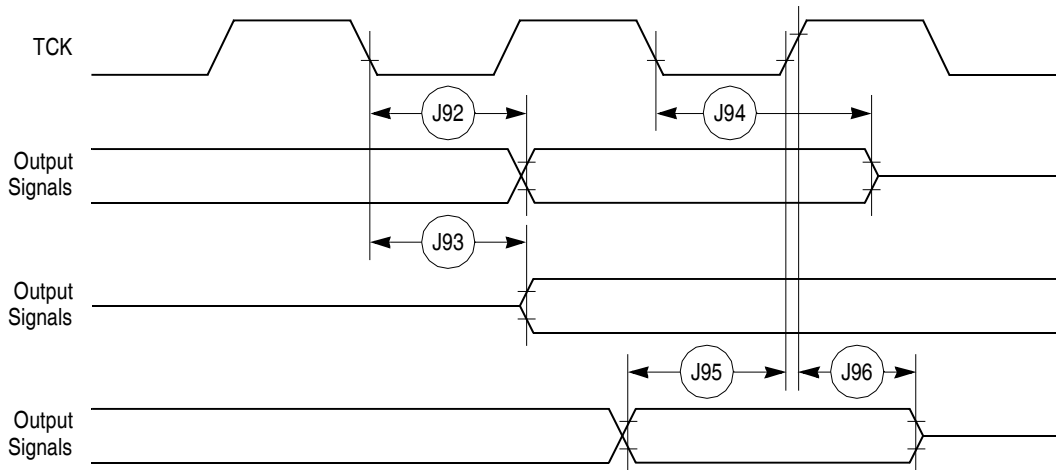 TCK
J92
J94
Output
Signals
J93
Output
Signals
J95
J96
Output
Signals